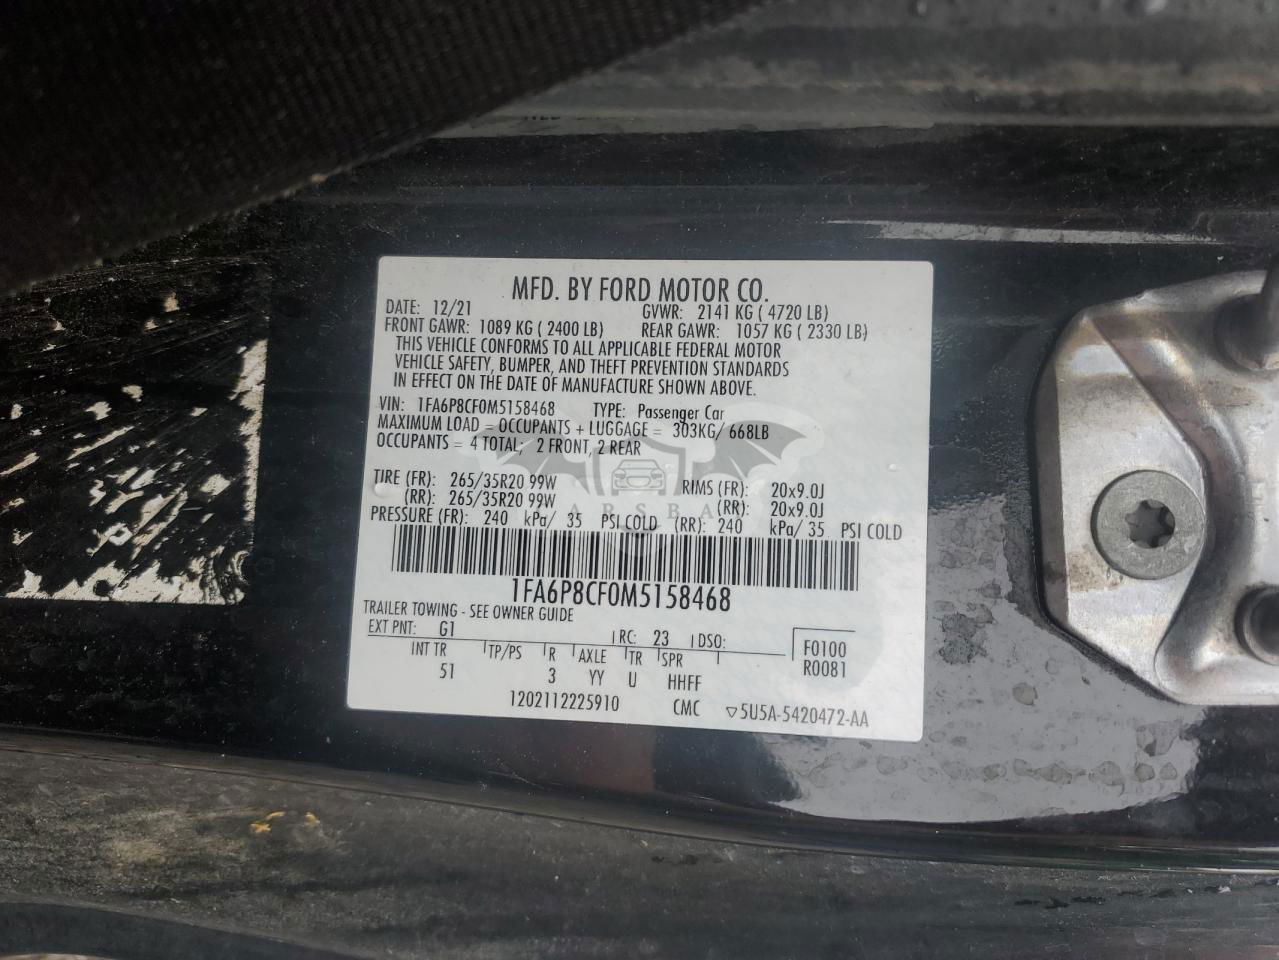 MFD. BY FORD MOTOR CO.
DATE: 12/21 GVWR: 2141 KG ( 4720 LB)
FRONT GAWR: 1089 KG ( 2400 LB) REAR GAWR: 1057 KG ( 2330 LB)
THIS VEHICLE CONFORMS TO ALL APPLICABLE FEDERAL MOTOR
VEHICLE SAFETY, BUMPER, AND THEFT PREVENTION STANDARDS
IN EFFECT ON THE DATE OF MANUFACTURE SHOWN ABOVE.
VIN: 1FA6P8CF0M5158468 TYPE: Passenger Car
MAXIMUM LOAD = OCCUPANTS + LUGGAGE = 303KG/ 668LB
OCCUPANTS = 4 TOTAL; 2 FRONT, 2 REAR
TIRE (FR): 265/35R20 99W RIMS (FR): 20x9.0J
(RR): 265/35R20 99W (RR): 20x9.0J
PRESSURE (FR): 240 kPa/ 35 PSI COLD (RR): 240 kPa/ 35 PSI COLD
ARSBA
1FA6P8CF0M5158468
TRAILER TOWING - SEE OWNER GUIDE
EXT PNT: G1 RC: 23 DSO: F0100
INT TR TP/PS R AXLE TR SPR R0081
51 3 YY U HHFF
1202112225910 CMC ▽5U5A-5420472-AA